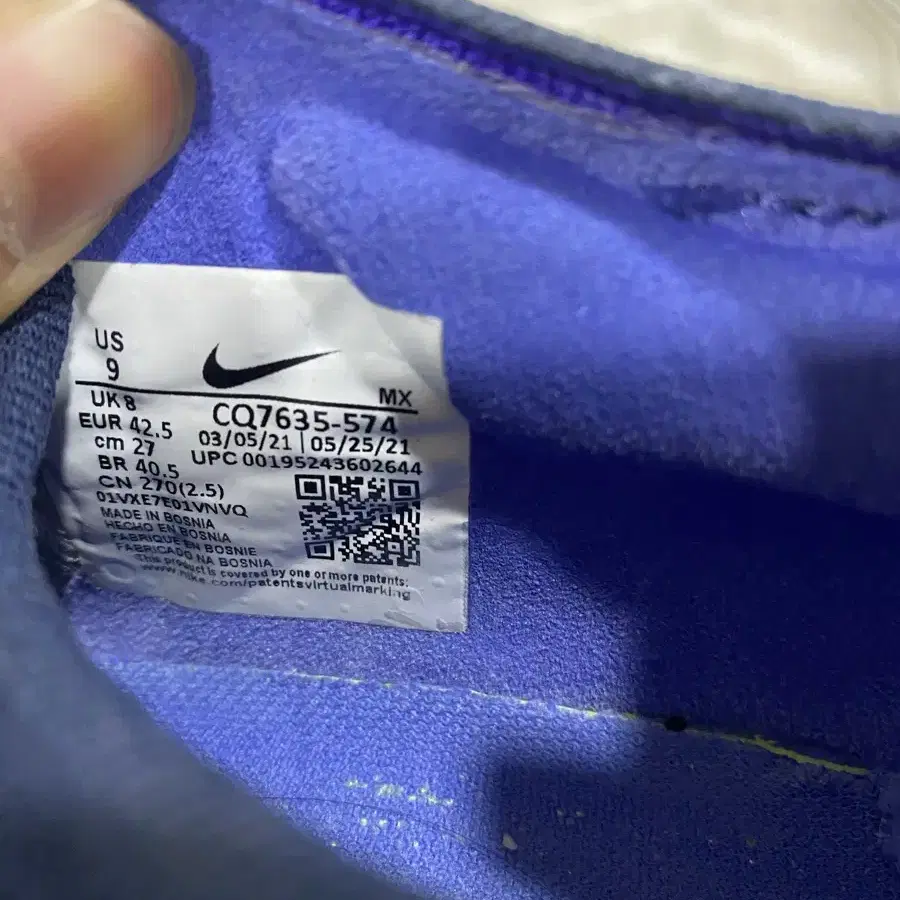 US
9
MX
UK 8
CQ7635-574
EUR 42.5
03/05/21 | 05/25/21
cm 27
UPC 00195243602644
BR 40.5
CN 270(2.5)
01VXE7E01VNVQ
MADE IN BOSNIA
HECHO EN BOSNIA
FABRIQUE EN BOSNIE
FABRICADO NA BOSNIA
This product is covered by one or more patents:
www.nike.com/patentsvirtualmarking